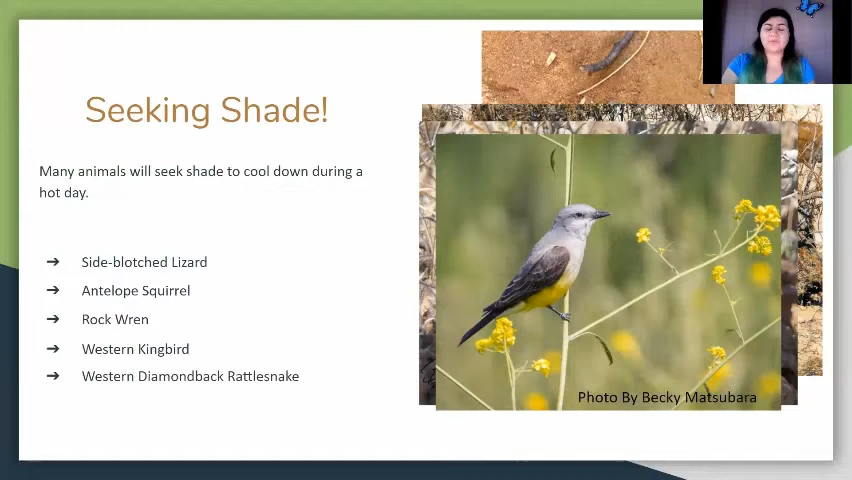 Seeking Shade!
Many animals will seek shade to cool down during a
hot day.
➔ Side-blotched Lizard
➔ Antelope Squirrel
➔ Rock Wren
➔ Western Kingbird
➔ Western Diamondback Rattlesnake
Photo By Becky Matsubara